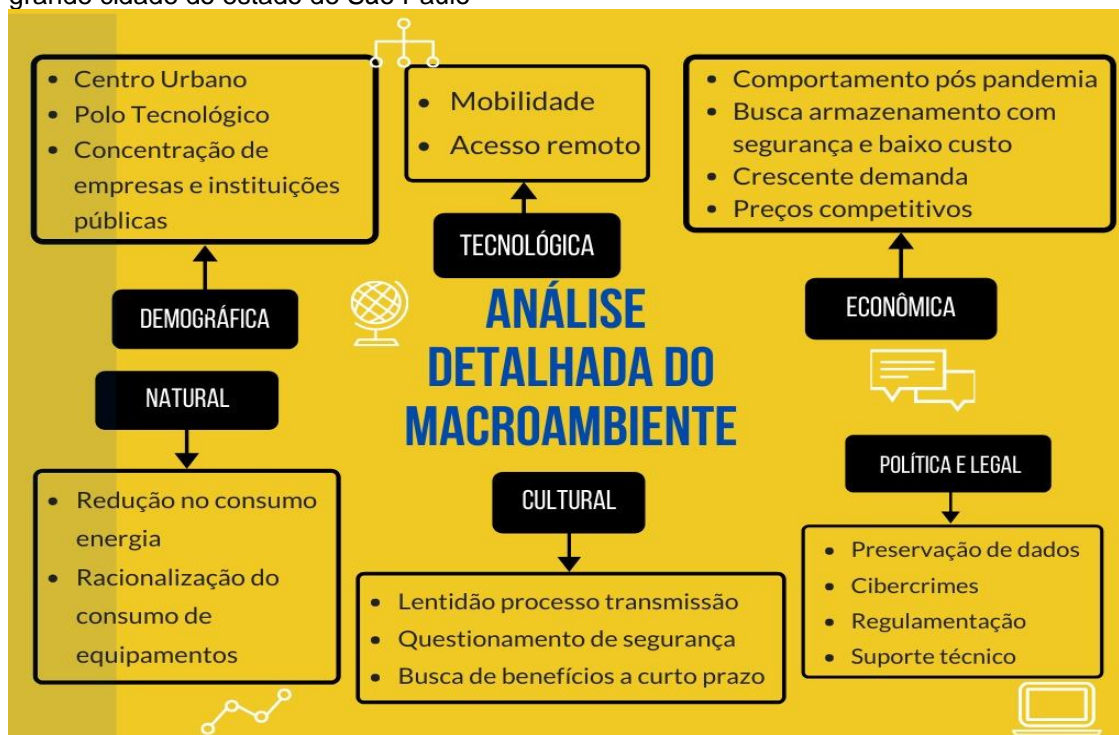 grande cidade do estado de São Paulo
• Centro Urbano
• Polo Tecnológico
• Concentração de
empresas e instituições
públicas
• Mobilidade
• Acesso remoto
• Comportamento pós pandemia
• Busca armazenamento com
segurança e baixo custo
• Crescente demanda
• Preços competitivos
DEMOGRÁFICA
TECNOLÓGICA
ECONÔMICA
ANÁLISE
DETALHADA DO
MACROAMBIENTE
NATURAL
CULTURAL
POLÍTICA E LEGAL
• Redução no consumo
energia
• Racionalização do
consumo de
equipamentos
• Lentidão processo transmissão
• Questionamento de segurança
• Busca de benefícios a curto prazo
• Preservação de dados
• Cibercrimes
• Regulamentação
• Suporte técnico